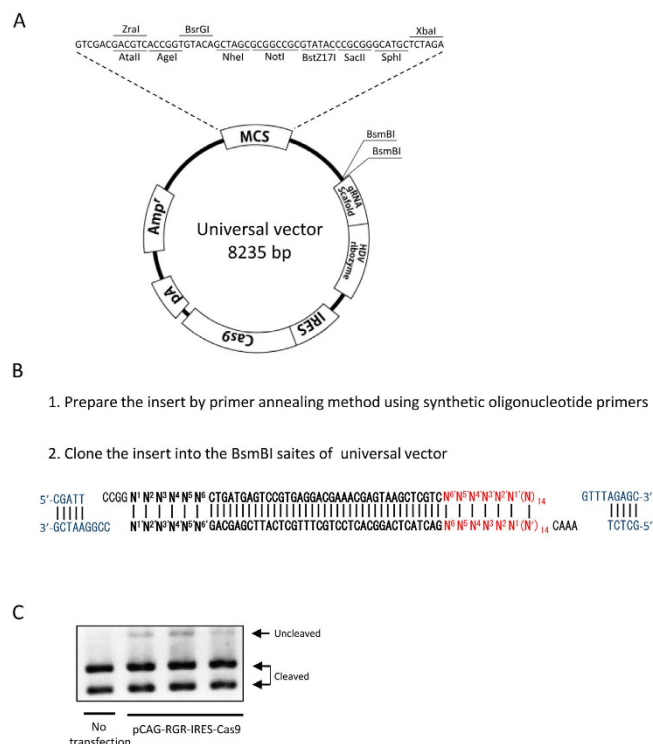 A
ZraI BsrGI XbaI
GTCGACGACGTCACCGGTGTACAGCTAGCGCGGCCGCGTATACCCGCGGGCATGCTCTAGA
AtaII AgeI NheI NotI BstZ17I SacII SphI
MCS
BsmBI
BsmBI
gRNA
Scafold
HDV
ribozyme
IRES
Cas9
pA
Ampʳ
Universal vector
8235 bp
B
1. Prepare the insert by primer annealing method using synthetic oligonucleotide primers
2. Clone the insert into the BsmBI saites of universal vector
5'-CGATT CCGG N¹ N² N³ N⁴ N⁵ N⁶ CTGATGAGTCCGTGAGGACGAAACGAGTAAGCTCGTC N⁶' N⁵' N⁴' N³' N²' N¹' (N)₁₄ GTTTAGAGC-3'
3'-GCTAAGGCC N¹' N²' N³' N⁴' N⁵' N⁶' GACGAGCTTACTCGTTTCGTCCTCACGGACTCATCAG N⁶ N⁵ N⁴ N³ N² N¹ (N')₁₄ CAAA TCTCG-5'
C
Uncleaved
Cleaved
No
transfection
pCAG-RGR-IRES-Cas9